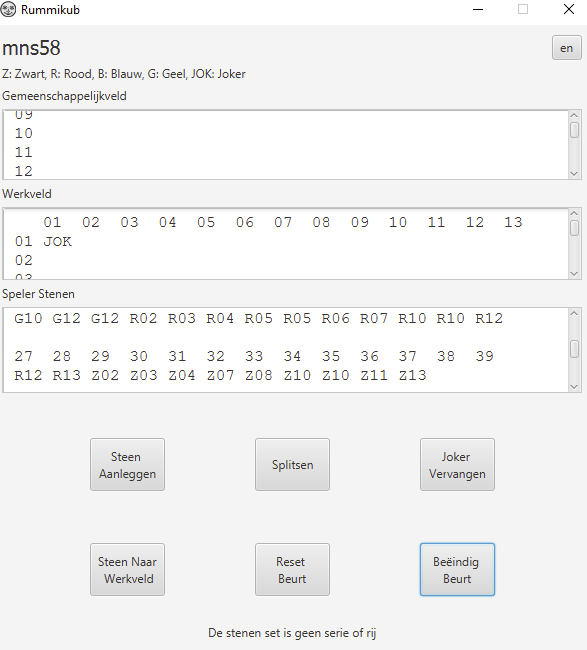 Rummikub
mns58
en
Z: Zwart, R: Rood, B: Blauw, G: Geel, JOK: Joker
Gemeenschappelijkveld
09
10
11
12
Werkveld
01 02 03 04 05 06 07 08 09 10 11 12 13
01 JOK
02
03
Speler Stenen
G10 G12 G12 R02 R03 R04 R05 R05 R06 R07 R10 R10 R12
27 28 29 30 31 32 33 34 35 36 37 38 39
R12 R13 Z02 Z03 Z04 Z07 Z08 Z10 Z10 Z11 Z13
Steen
Aanleggen
Splitsen
Joker
Vervangen
Steen Naar
Werkveld
Reset
Beurt
Beëindig
Beurt
De stenen set is geen serie of rij